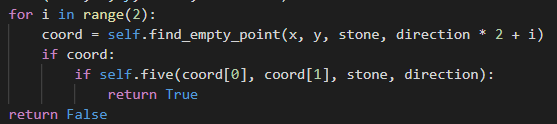 for i in range(2):
    coord = self.find_empty_point(x, y, stone, direction * 2 + i)
    if coord:
        if self.five(coord[0], coord[1], stone, direction):
            return True
return False